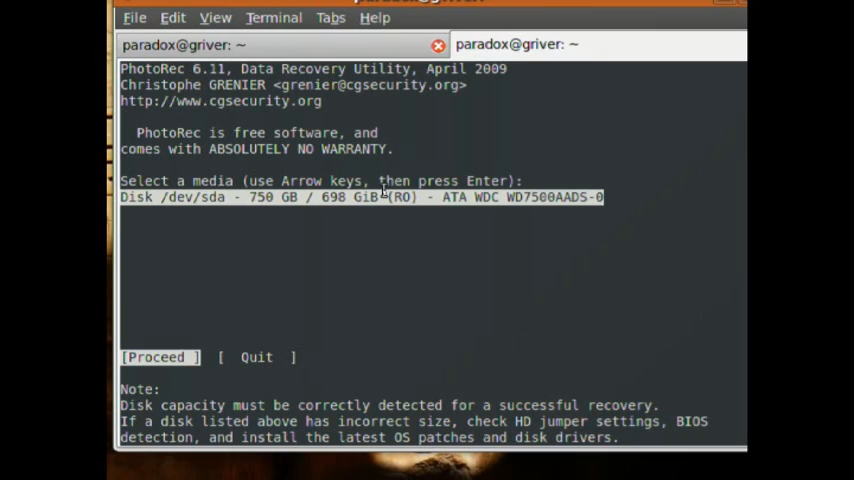 File Edit View Terminal Tabs Help
paradox@griver: ~ paradox@griver: ~
PhotoRec 6.11, Data Recovery Utility, April 2009
Christophe GRENIER <grenier@cgsecurity.org>
http://www.cgsecurity.org
PhotoRec is free software, and
comes with ABSOLUTELY NO WARRANTY.
Select a media (use Arrow keys, then press Enter):
Disk /dev/sda - 750 GB / 698 GiB (RO) - ATA WDC WD7500AADS-0
[Proceed ] [ Quit ]
Note:
Disk capacity must be correctly detected for a successful recovery.
If a disk listed above has incorrect size, check HD jumper settings, BIOS
detection, and install the latest OS patches and disk drivers.